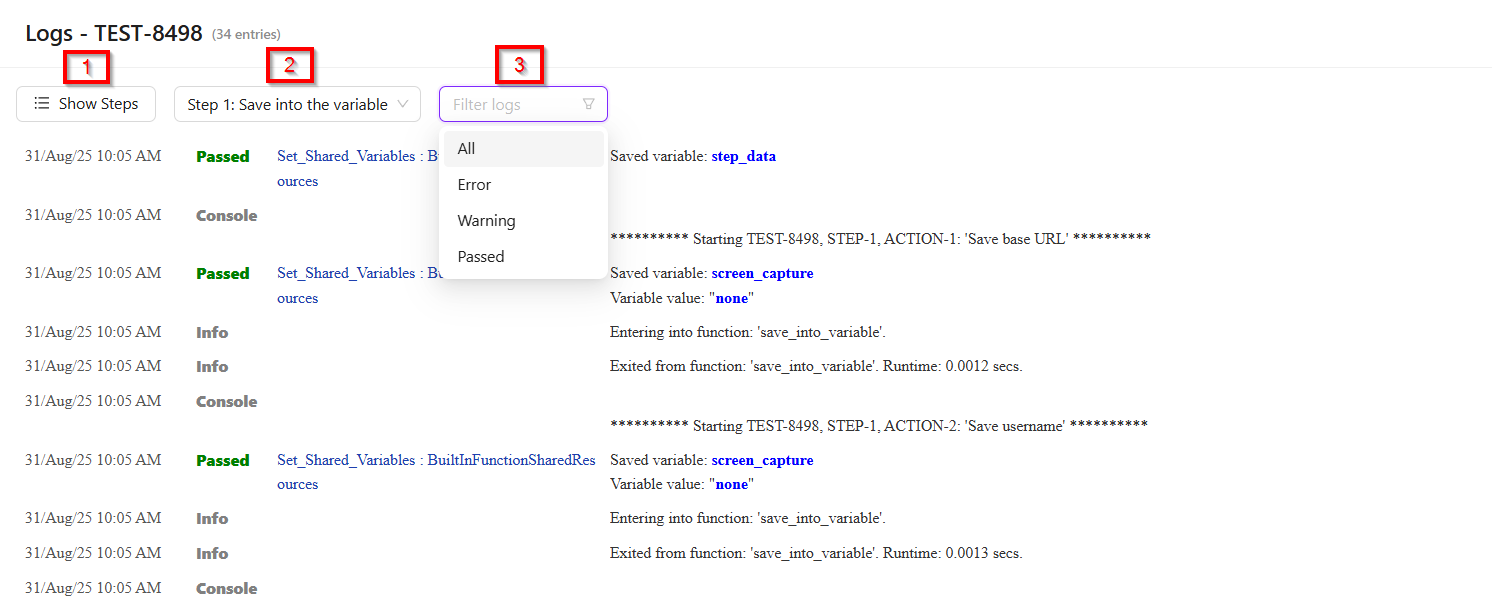 Logs - TEST-8498 (34 entries)
1
2
3
Show Steps
Step 1: Save into the variable
Filter logs
All
Error
Warning
Passed
31/Aug/25 10:05 AM Passed Set_Shared_Variables : Saved variable: step_data
ources
31/Aug/25 10:05 AM Console
********** Starting TEST-8498, STEP-1, ACTION-1: 'Save base URL' **********
31/Aug/25 10:05 AM Passed Set_Shared_Variables : Saved variable: screen_capture
ources Variable value: "none"
31/Aug/25 10:05 AM Info Entering into function: 'save_into_variable'.
31/Aug/25 10:05 AM Info Exited from function: 'save_into_variable'. Runtime: 0.0012 secs.
31/Aug/25 10:05 AM Console
********** Starting TEST-8498, STEP-1, ACTION-2: 'Save username' **********
31/Aug/25 10:05 AM Passed Set_Shared_Variables : BuiltInFunctionSharedRes Saved variable: screen_capture
ources Variable value: "none"
31/Aug/25 10:05 AM Info Entering into function: 'save_into_variable'.
31/Aug/25 10:05 AM Info Exited from function: 'save_into_variable'. Runtime: 0.0013 secs.
31/Aug/25 10:05 AM Console